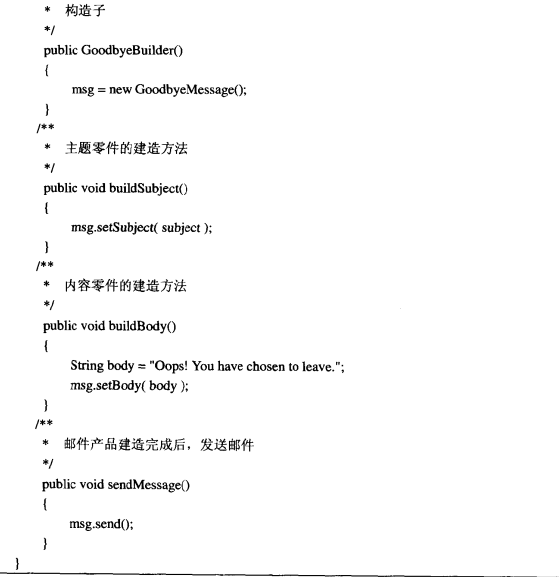 *  构造子
 */
public GoodbyeBuilder()
{
    msg = new GoodbyeMessage();
}
/**
 *  主题零件的建造方法
 */
public void buildSubject()
{
    msg.setSubject( subject );
}
/**
 *  内容零件的建造方法
 */
public void buildBody()
{
    String body = "Oops! You have chosen to leave.";
    msg.setBody( body );
}
/**
 *  邮件产品建造完成后，发送邮件
 */
public void sendMessage()
{
    msg.send();
}
}